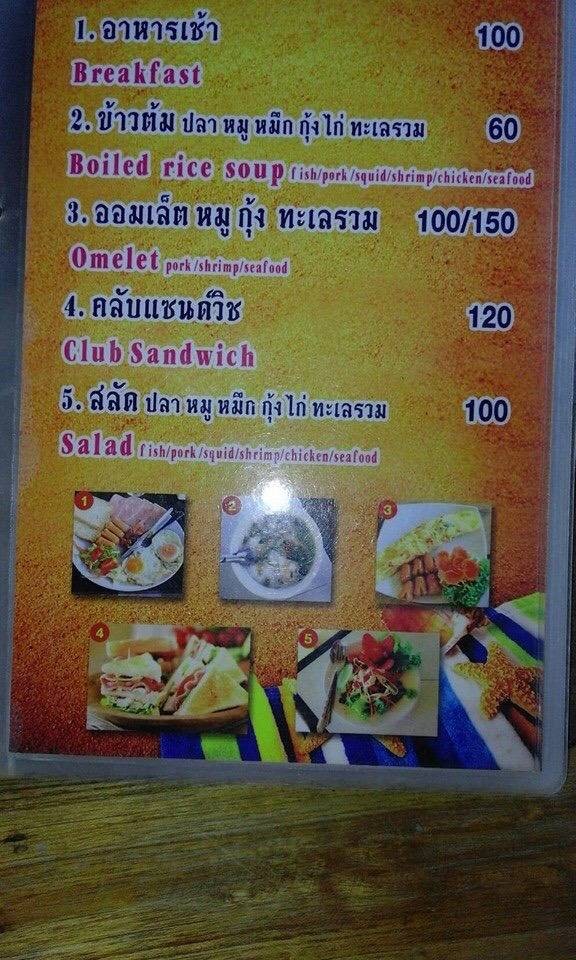 1. อาหารเช้า 100
Breakfast
2. ข้าวต้ม ปลา หมู หมึก กุ้ง ไก่ ทะเลรวม 60
Boiled rice soup fish/pork/squid/shrimp/chicken/seafood
3. ออมเล็ต หมู กุ้ง ทะเลรวม 100/150
Omelet pork/shrimp/seafood
4. คลับแซนด์วิช 120
Club Sandwich
5. สลัด ปลา หมู หมึก กุ้ง ไก่ ทะเลรวม 100
Salad fish/pork/squid/shrimp/chicken/seafood
1
2
3
4
5